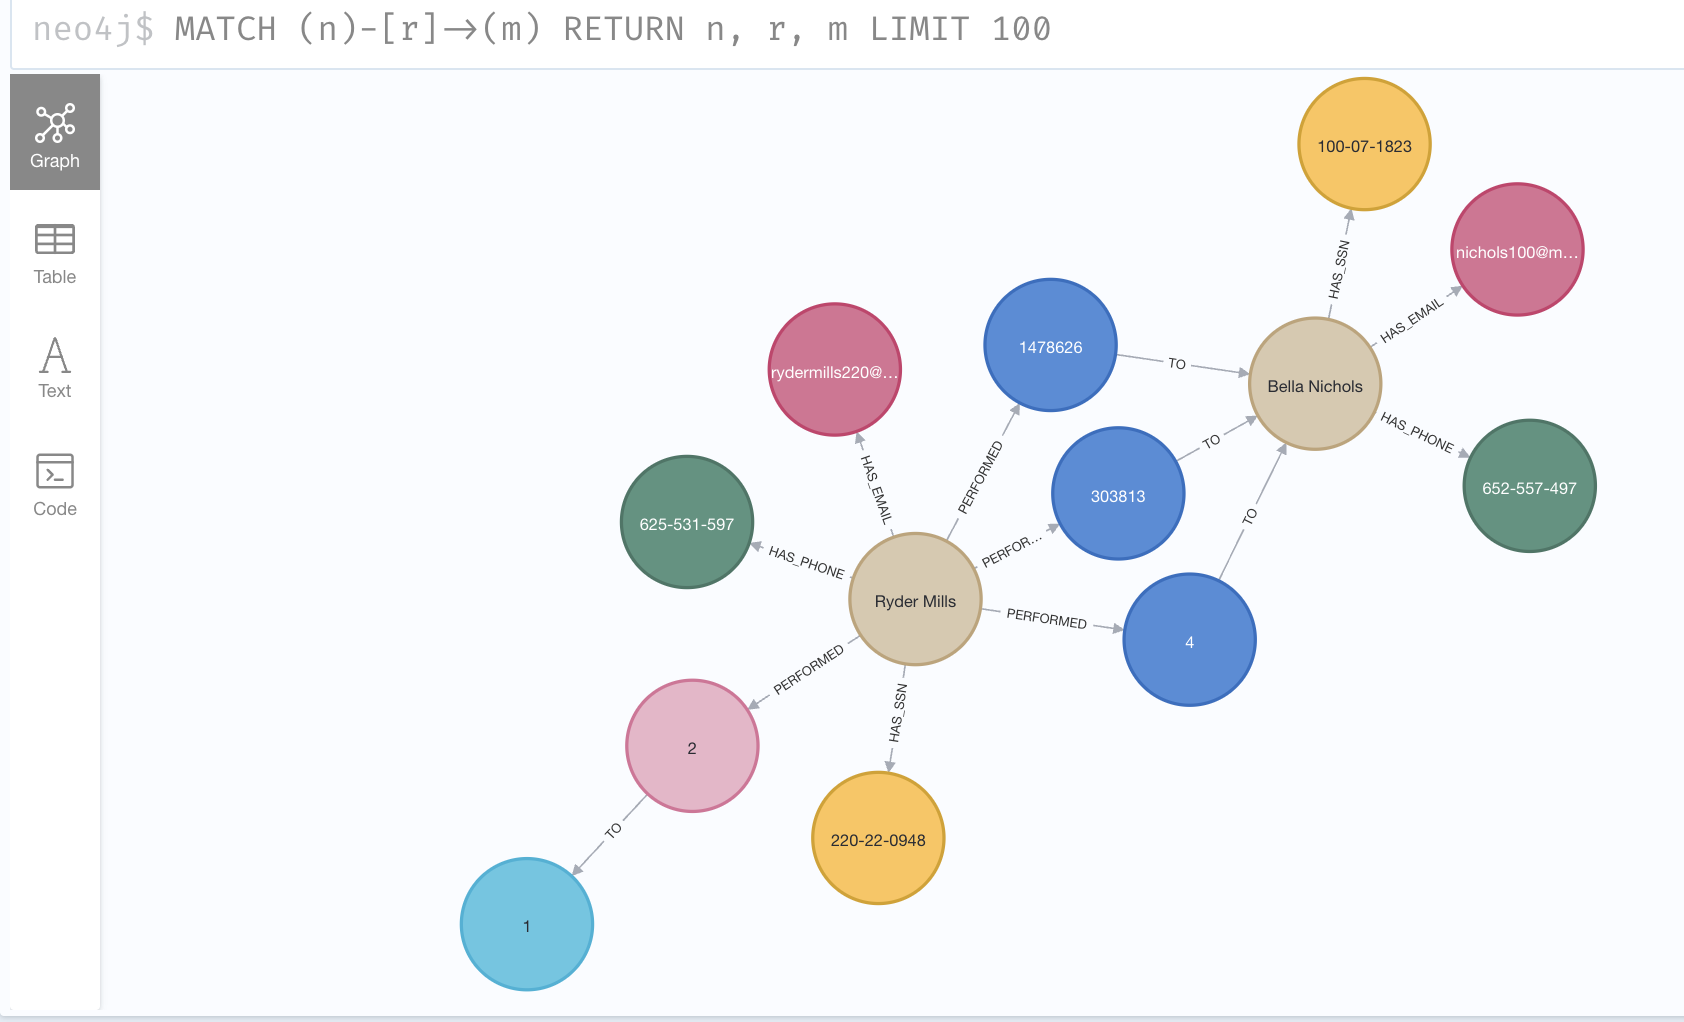 neo4j$ MATCH (n)-[r]->(m) RETURN n, r, m LIMIT 100
Graph
Table
Text
Code
100-07-1823
HAS_SSN
nichols100@m...
HAS_EMAIL
1478626
TO
Bella Nichols
rydermills220@...
HAS_EMAIL
PERFORMED
303813
TO
HAS_PHONE
652-557-497
625-531-597
HAS_PHONE
PERFOR...
TO
Ryder Mills
PERFORMED
4
PERFORMED
HAS_SSN
2
TO
220-22-0948
1